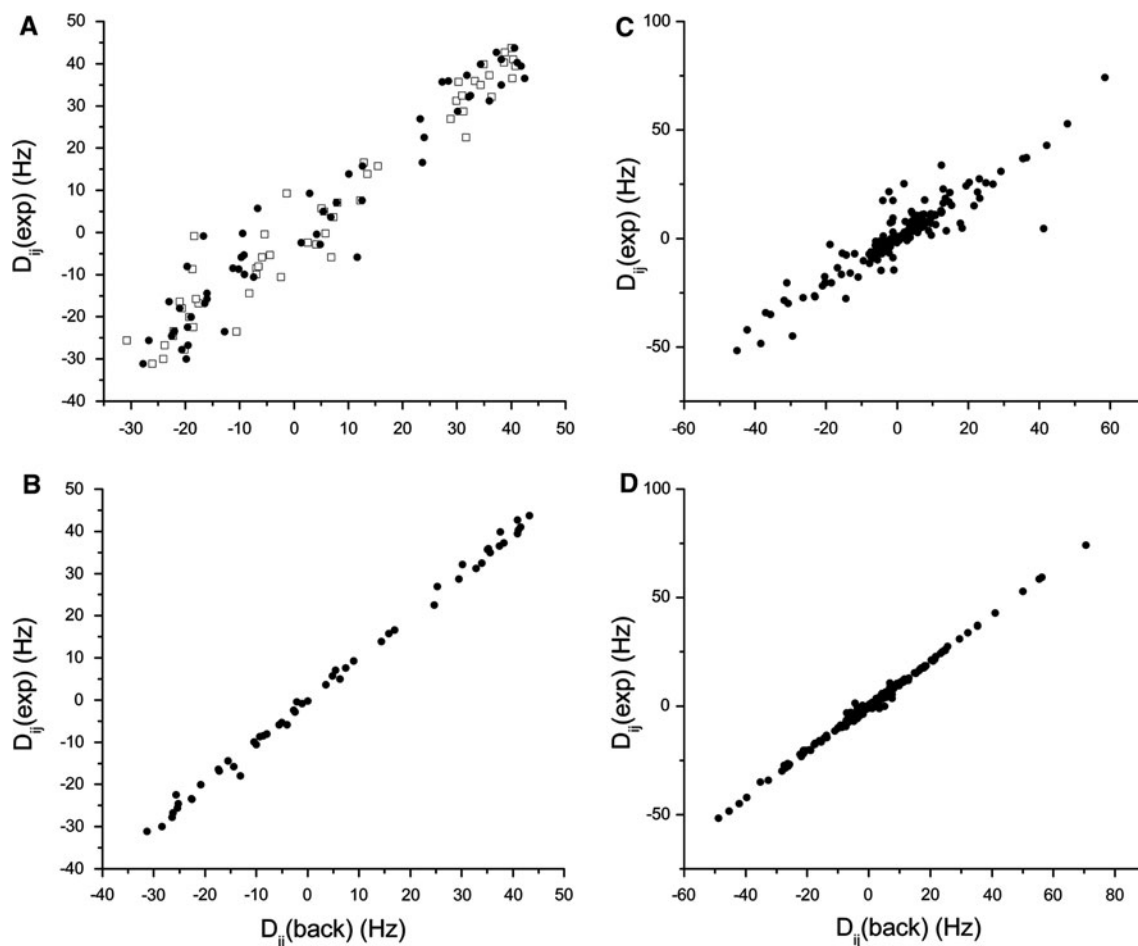 A
50
40
30
20
10
0
-10
-20
-30
-40
D_ij(exp) (Hz)
-30 -20 -10 0 10 20 30 40 50
C
100
50
0
-50
D_ij(exp) (Hz)
-60 -40 -20 0 20 40 60
B
50
40
30
20
10
0
-10
-20
-30
-40
D_ij(exp) (Hz)
-40 -30 -20 -10 0 10 20 30 40 50
D_ij(back) (Hz)
D
100
50
0
-50
D_ij(exp) (Hz)
-60 -40 -20 0 20 40 60 80
D_ij(back) (Hz)